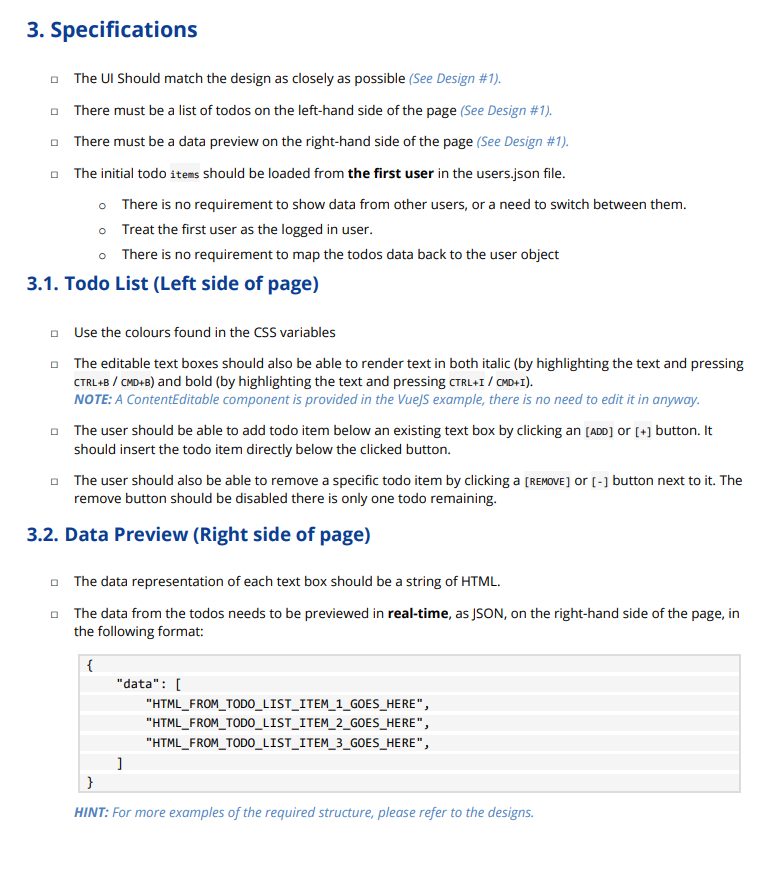 3. Specifications
The UI Should match the design as closely as possible (See Design #1).
There must be a list of todos on the left-hand side of the page (See Design #1).
There must be a data preview on the right-hand side of the page (See Design #1).
The initial todo items should be loaded from the first user in the users.json file.
There is no requirement to show data from other users, or a need to switch between them.
Treat the first user as the logged in user.
There is no requirement to map the todos data back to the user object
3.1. Todo List (Left side of page)
Use the colours found in the CSS variables
The editable text boxes should also be able to render text in both italic (by highlighting the text and pressing
CTRL+B / CMD+B) and bold (by highlighting the text and pressing CTRL+I / CMD+I).
NOTE: A ContentEditable component is provided in the VueJS example, there is no need to edit it in anyway.
The user should be able to add todo item below an existing text box by clicking an [ADD] or [+] button. It
should insert the todo item directly below the clicked button.
The user should also be able to remove a specific todo item by clicking a [REMOVE] or [-] button next to it. The
remove button should be disabled there is only one todo remaining.
3.2. Data Preview (Right side of page)
The data representation of each text box should be a string of HTML.
The data from the todos needs to be previewed in real-time, as JSON, on the right-hand side of the page, in
the following format:
{
"data": [
"HTML_FROM_TODO_LIST_ITEM_1_GOES_HERE",
"HTML_FROM_TODO_LIST_ITEM_2_GOES_HERE",
"HTML_FROM_TODO_LIST_ITEM_3_GOES_HERE",
]
}
HINT: For more examples of the required structure, please refer to the designs.